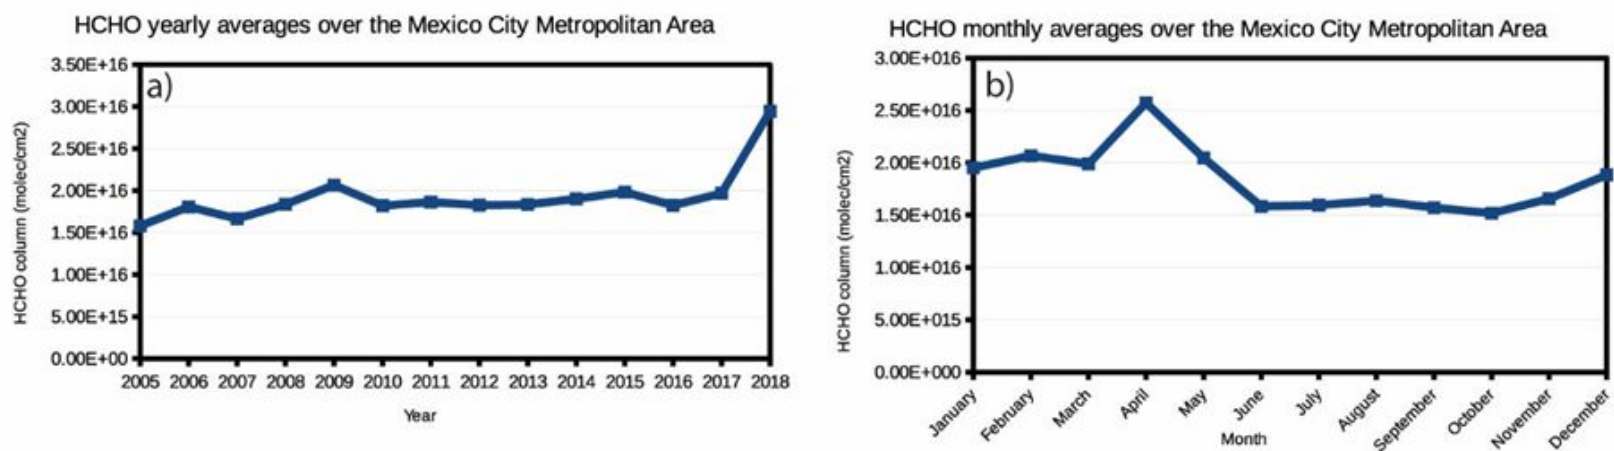 HCHO yearly averages over the Mexico City Metropolitan Area
a)
3.50E+16
3.00E+16
2.50E+16
2.00E+16
1.50E+16
1.00E+16
5.00E+15
0.00E+00
HCHO column (molec/cm2)
2005 2006 2007 2008 2009 2010 2011 2012 2013 2014 2015 2016 2017 2018
Year
HCHO monthly averages over the Mexico City Metropolitan Area
b)
3.00E+016
2.50E+016
2.00E+016
1.50E+016
1.00E+016
5.00E+015
0.00E+000
HCHO column (molec/cm2)
January February March April May June July August September October November December
Month